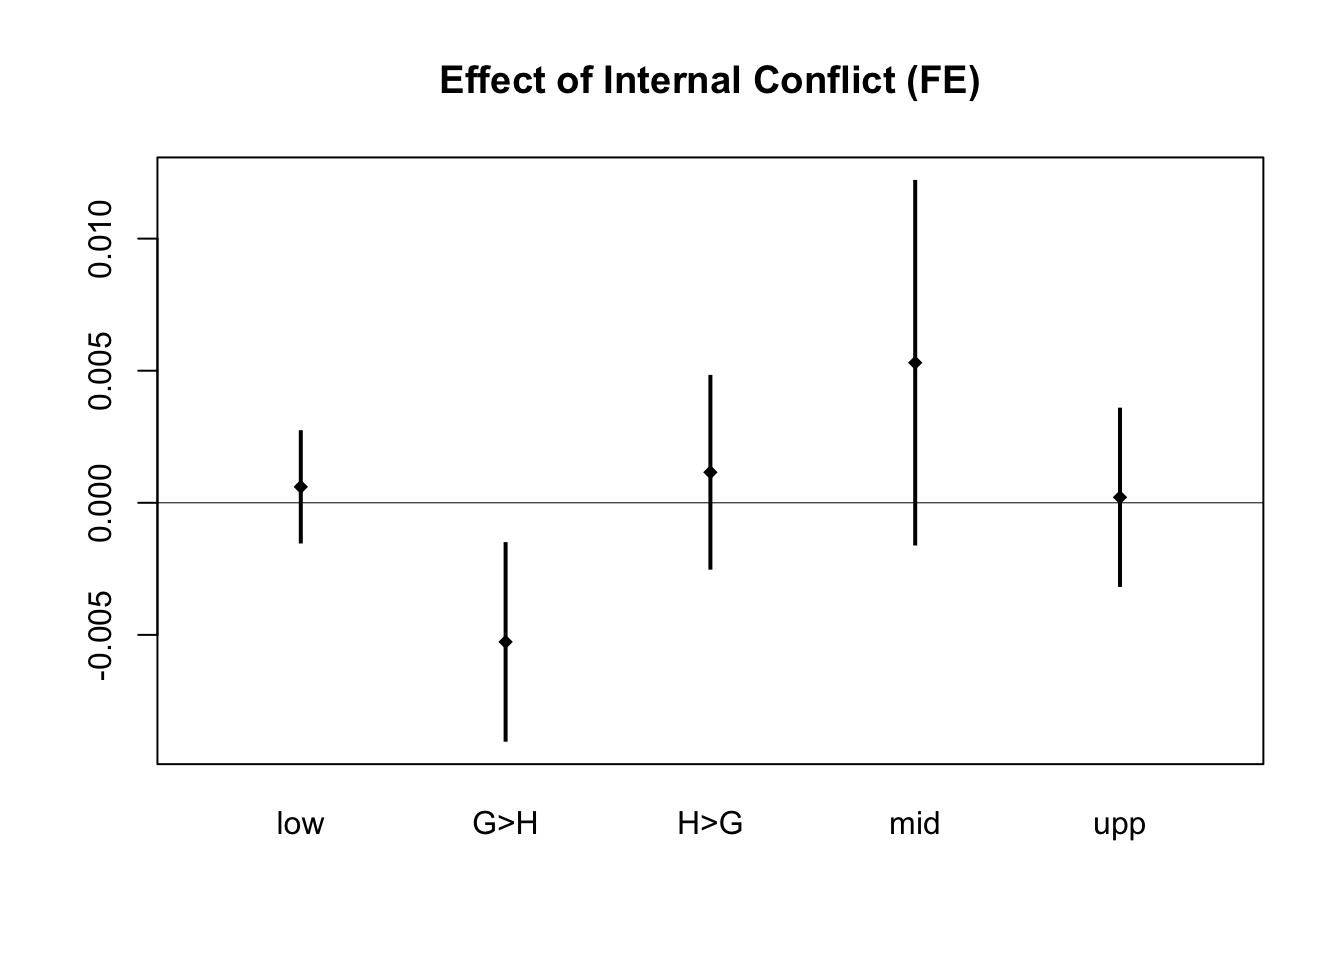 Effect of Internal Conflict (FE)
0.010
0.005
0.000
-0.005
low G>H H>G mid upp